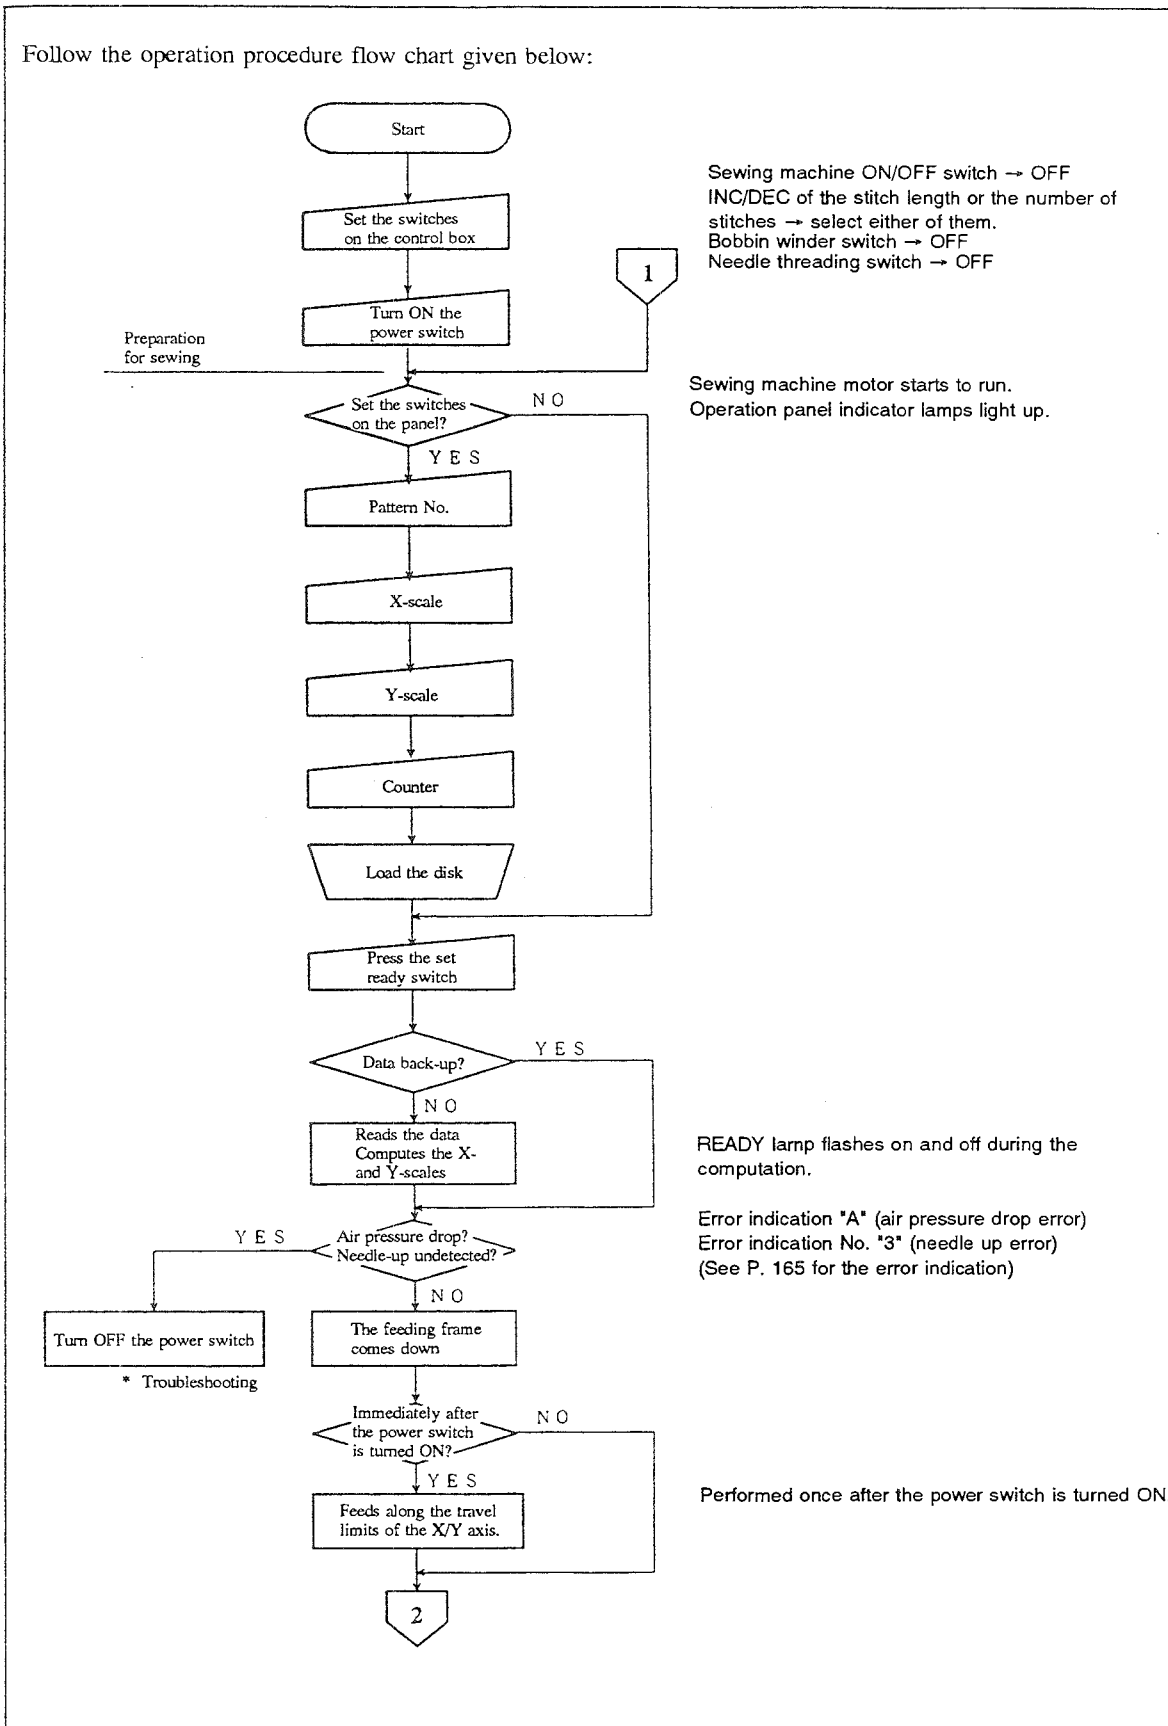 Follow the operation procedure flow chart given below:
Start
Sewing machine ON/OFF switch → OFF
INC/DEC of the stitch length or the number of
stitches → select either of them.
Bobbin winder switch → OFF
Needle threading switch → OFF
Set the switches
on the control box
1
Turn ON the
power switch
Preparation
for sewing
Sewing machine motor starts to run.
Operation panel indicator lamps light up.
Set the switches
on the panel?
NO
YES
Pattern No.
X-scale
Y-scale
Counter
Load the disk
Press the set
ready switch
Data back-up?
YES
NO
Reads the data
Computes the X-
and Y-scales
READY lamp flashes on and off during the
computation.
Error indication "A" (air pressure drop error)
Error indication No. "3" (needle up error)
(See P. 165 for the error indication)
YES
Air pressure drop?
Needle-up undetected?
NO
Turn OFF the power switch
* Troubleshooting
The feeding frame
comes down
Immediately after
the power switch
is turned ON?
NO
YES
Feeds along the travel
limits of the X/Y axis.
Performed once after the power switch is turned ON
2